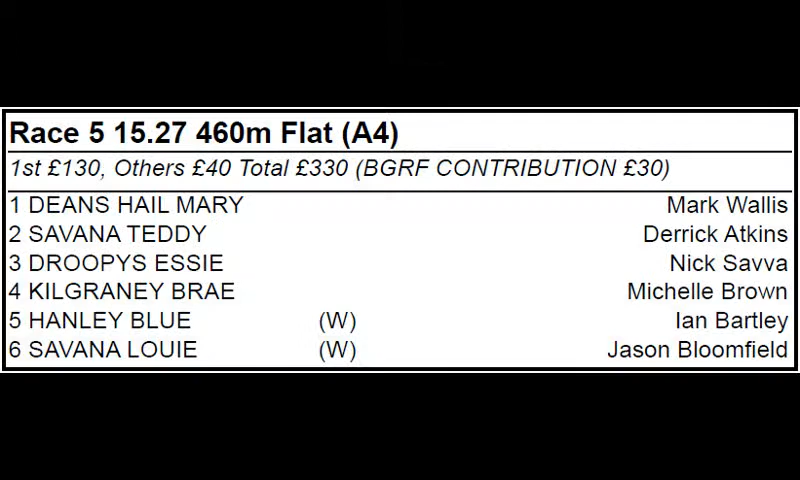 Race 5 15.27 460m Flat (A4)
1st £130, Others £40 Total £330 (BGRF CONTRIBUTION £30)
1 DEANS HAIL MARY Mark Wallis
2 SAVANA TEDDY Derrick Atkins
3 DROOPYS ESSIE Nick Savva
4 KILGRANEY BRAE Michelle Brown
5 HANLEY BLUE (W) Ian Bartley
6 SAVANA LOUIE (W) Jason Bloomfield